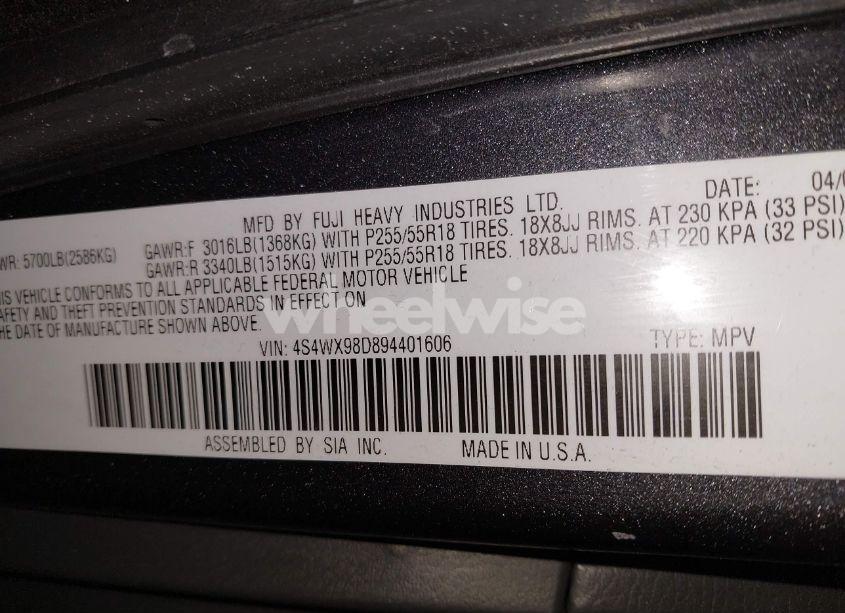 MFD BY FUJI HEAVY INDUSTRIES LTD. DATE: 04/0
WR: 5700LB(2586KG) GAWR:F 3016LB(1368KG) WITH P255/55R18 TIRES. 18X8JJ RIMS. AT 230 KPA (33 PSI)
GAWR:R 3340LB(1515KG) WITH P255/55R18 TIRES. 18X8JJ RIMS. AT 220 KPA (32 PSI)
IS VEHICLE CONFORMS TO ALL APPLICABLE FEDERAL MOTOR VEHICLE
AFETY AND THEFT PREVENTION STANDARDS IN EFFECT ON
HE DATE OF MANUFACTURE SHOWN ABOVE.
wheelwise
VIN: 4S4WX98D894401606 TYPE: MPV
ASSEMBLED BY SIA INC. MADE IN U.S.A.